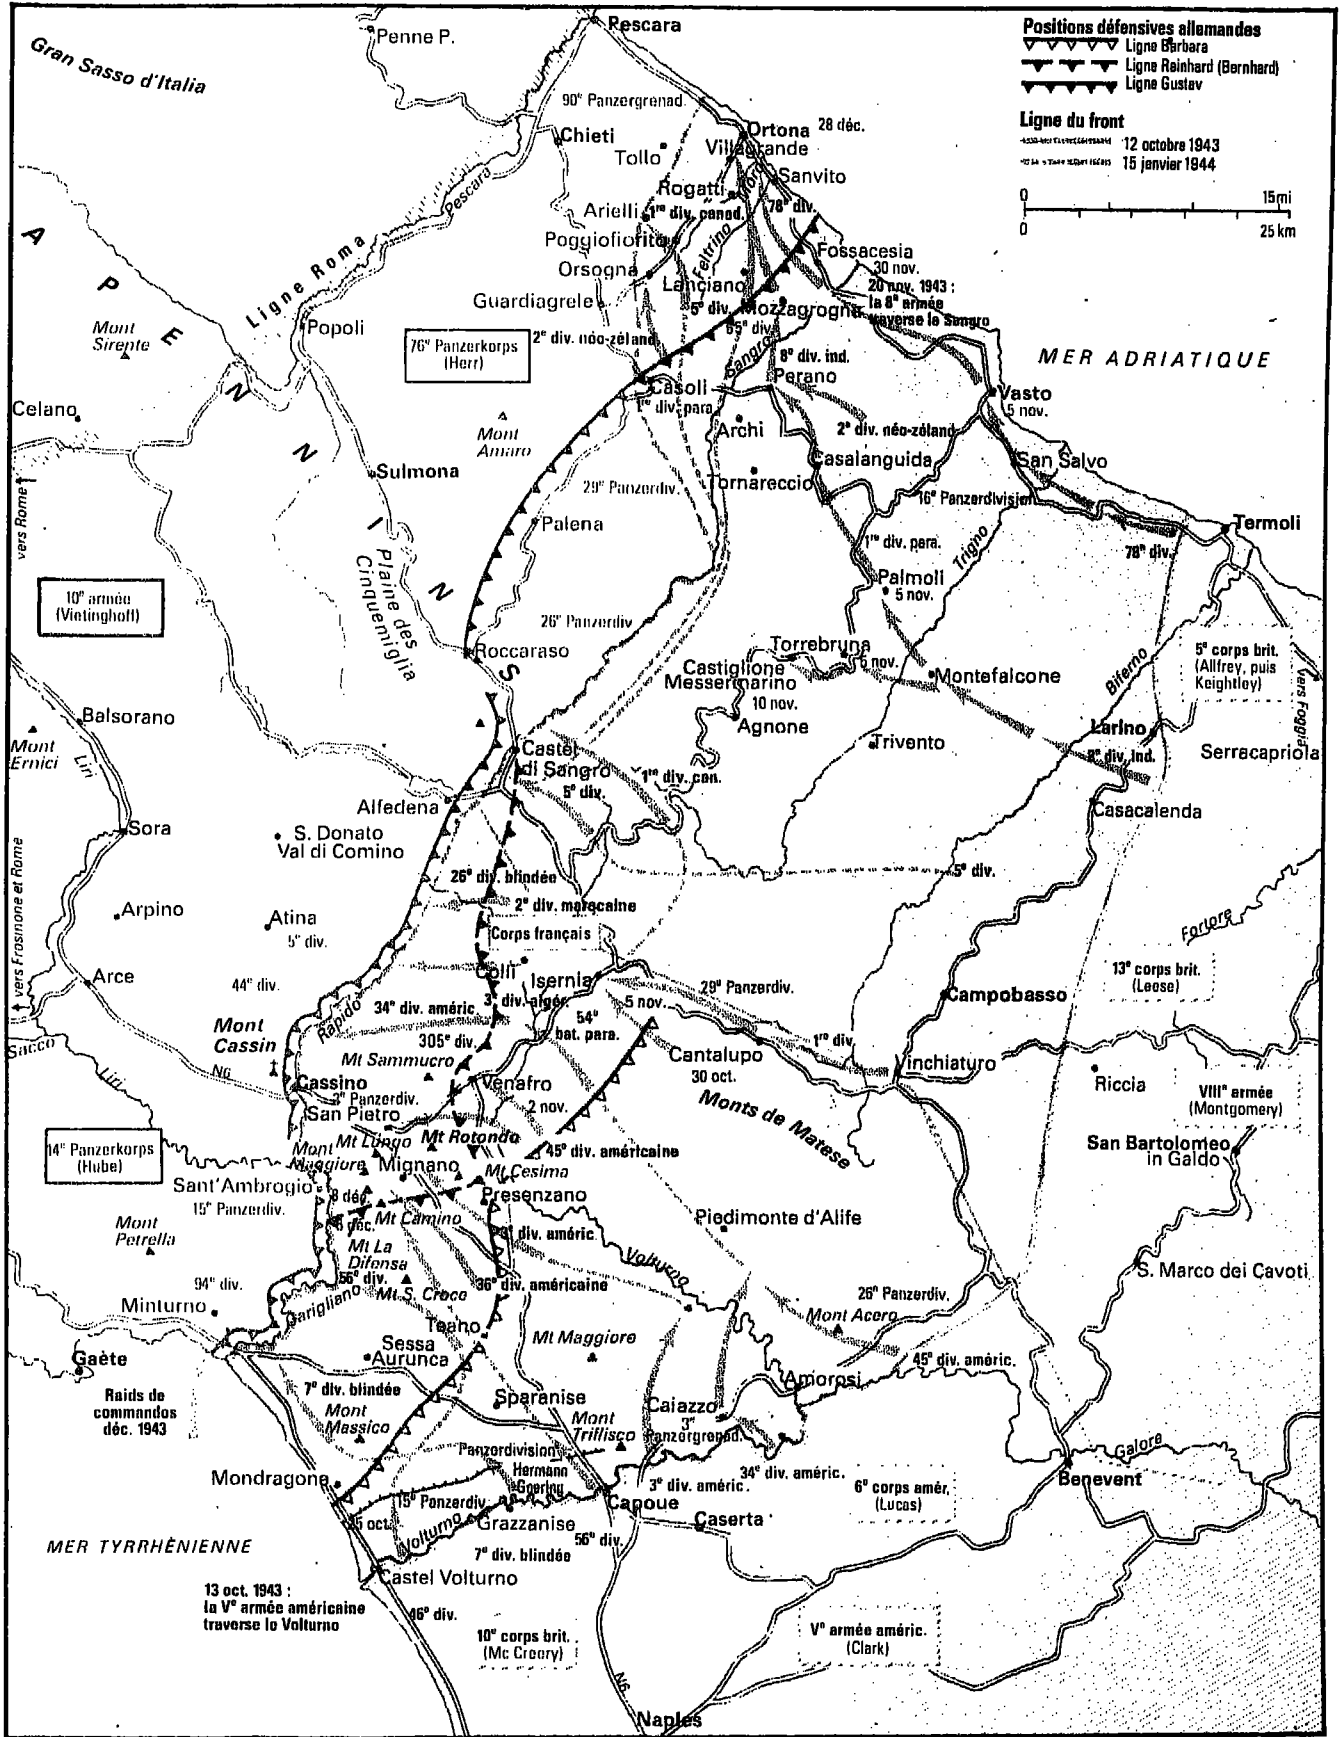 Pescara
Penne P.
Gran Sasso d'Italia
Positions défensives allemandes
Ligne Barbara
Ligne Reinhard (Bernhard)
Ligne Gustav
Ligne du front
12 octobre 1943
15 janvier 1944
0 15mi
0 25 km
90e Panzergrenad.
Chieti
Tollo
Ortona 28 déc.
Villagrande
Sanvito
Rogatti
Moro
Pescara
Arielli
1re div. canad.
78e div.
Poggiofiorito
Feltrino
Orsogna
Fossacesia
30 nov.
Lanciano
20 nov. 1943 :
la 8e armée
traverse le Sangro
Guardiagrele
5e div.
Mozzagrogna
65e div.
Ligne Roma
Popoli
APENNINS
Mont
Sirente
76e Panzerkorps
(Herr)
2e div. néo-zéland.
Sangro
8e div. ind.
MER ADRIATIQUE
Perano
Casoli
1re div. para
Vasto
5 nov.
Celano
Mont
Amaro
Archi
2e div. néo-zéland.
Casalanguida
San Salvo
Sulmona
vers Rome
29e Panzerdiv.
Tornareccio
16e Panzerdivision
Termoli
Palena
1re div. para.
Trigno
78e div.
Plaine des
Cinquemiglia
Palmoli
5 nov.
10e armée
(Vietinghoff)
26e Panzerdiv.
Roccaraso
Torrebruna
5 nov.
Castiglione
Messermarino
10 nov.
Montefalcone
Biferno
5e corps brit.
(Allfrey, puis
Keightley)
vers Foggia
Balsorano
Agnone
Larino
Mont
Ernici
Liri
Castel
di Sangro
Trivento
Serracapriola
1re div. can.
8e div. ind.
Alfedena
5e div.
Casacalenda
Sora
S. Donato
Val di Comino
26e div. blindée
5e div.
2e div. marocaine
Arpino
Atina
5e div.
Corps français
Fortore
vers Frosinone et Rome
Arce
Colli
Isernia
13e corps brit.
(Leese)
44e div.
29e Panzerdiv.
Campobasso
3e div. algér.
5 nov.
34e div. améric.
Rapido
54e
bat. para.
Mont
Cassin
305e div.
1re div.
Sacco
Mt Sammucro
Cantalupo
30 oct.
Vinchiaturo
Liri
N6
Cassino
Venafro
2 nov.
Riccia
3e Panzerdiv.
San Pietro
VIIIe armée
(Montgomery)
Monts de Matese
14e Panzerkorps
(Hube)
Mt Lungo
Mt Rotondo
Mont
Maggiore
Mignano
45e div. américaine
San Bartolomeo
in Galdo
Mt Cesima
Sant'Ambrogio
8 déc.
Presenzano
15e Panzerdiv.
Mt Camino
6 déc.
Piedimonte d'Alife
Mont
Petrella
3e div. améric.
Mt La
Difensa
Volturno
56e div.
36e div. américaine
S. Marco dei Cavoti
94e div.
Mt S. Croce
26e Panzerdiv.
Minturno
Garigliano
Teano
Mont Acero
Mt Maggiore
Gaète
Sessa
Aurunca
45e div. améric.
7e div. blindée
Amorosi
Raids de
commandos
déc. 1943
Sparanise
Caiazzo
Mont
Massico
Mont
Triflisco
3e
Panzergrenad.
Panzerdivision
Hermann
Goering
Calore
Mondragone
34e div. améric.
Benevent
3e div. améric.
6e corps amér.
(Lucas)
15e Panzerdiv.
Capoue
15 oct.
Volturno
Grazzanise
Caserta
MER TYRRHÉNIENNE
56e div.
7e div. blindée
Castel Volturno
13 oct. 1943 :
la Ve armée américaine
traverse le Volturno
46e div.
10e corps brit.
(Mc Creery)
Ve armée améric.
(Clark)
N6
Naples